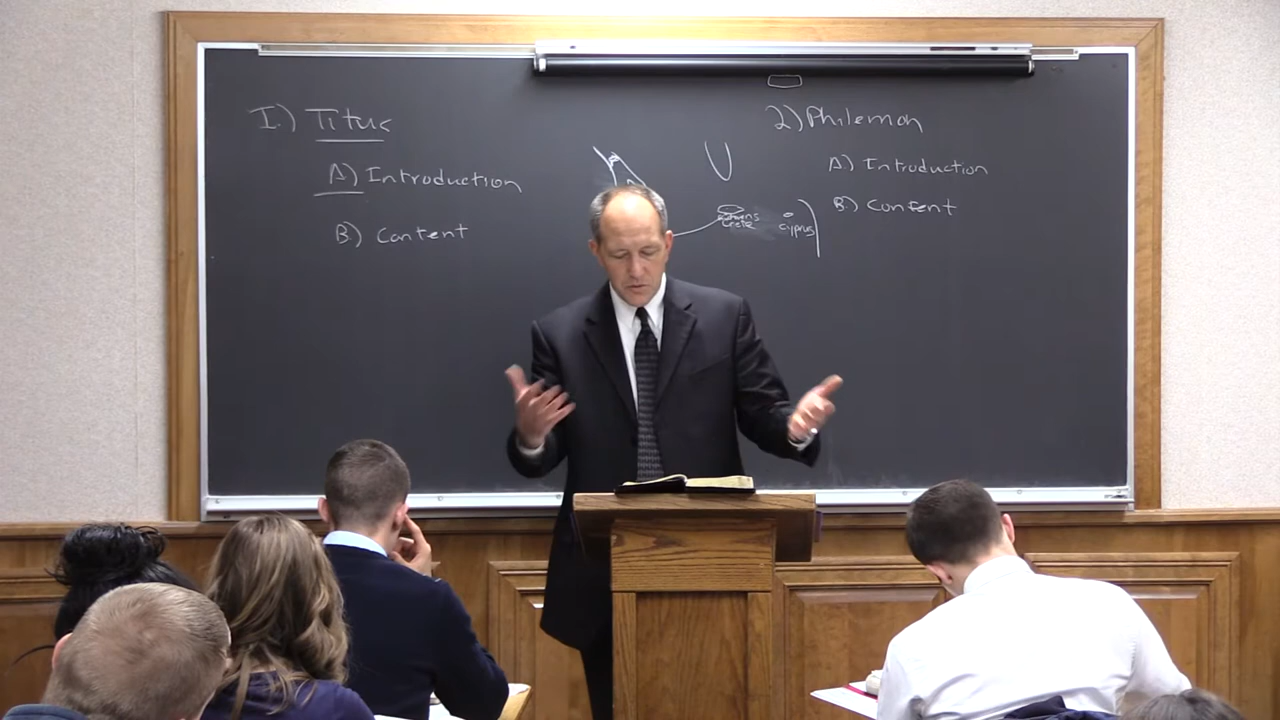 I.) Titus
A) Introduction
B.) Content
Crete
Cyprus
2) Philemon
A.) Introduction
B.) Content